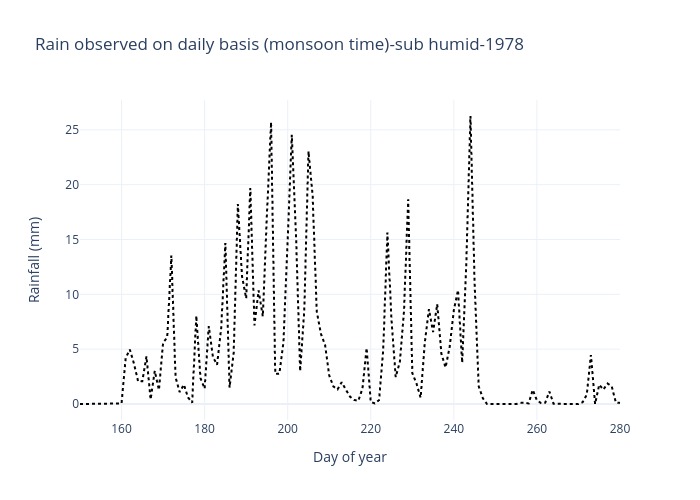 Rain observed on daily basis (monsoon time)-sub humid-1978
25
20
15
10
5
0
Rainfall (mm)
160 180 200 220 240 260 280
Day of year